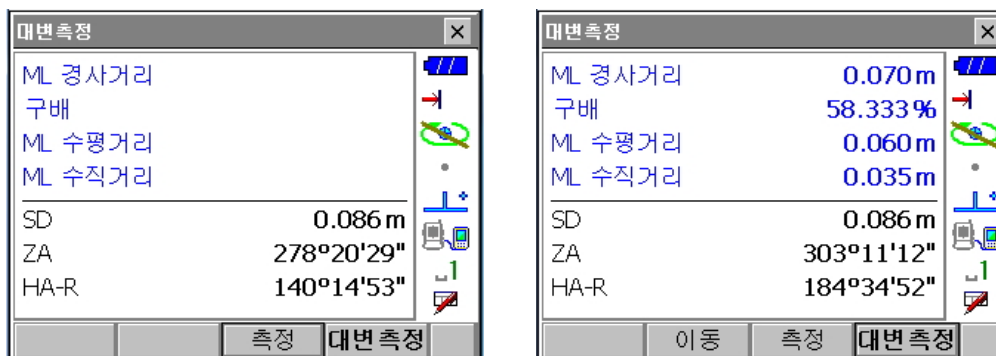 대변측정
ML 경사거리
구배
ML 수평거리
ML 수직거리
SD 0.086 m
ZA 278°20'29"
HA-R 140°14'53"
1
측정 대변측정
대변측정
ML 경사거리 0.070 m
구배 58.333 %
ML 수평거리 0.060 m
ML 수직거리 0.035 m
SD 0.086 m
ZA 303°11'12"
HA-R 184°34'52"
1
이동 측정 대변측정